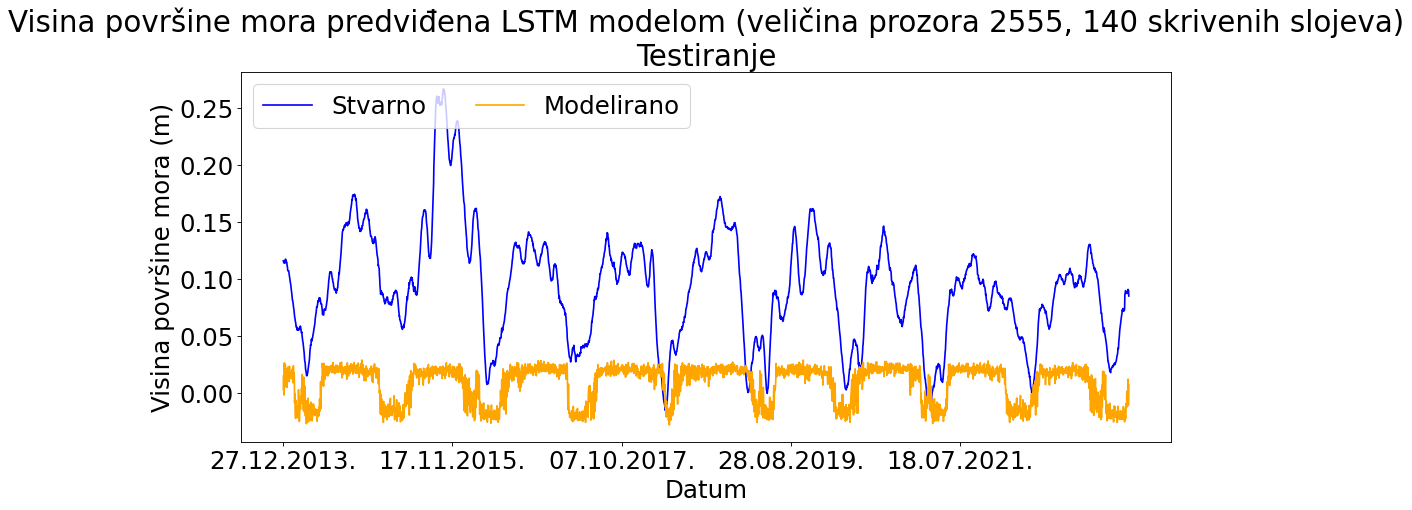 Visina površine mora predviđena LSTM modelom (veličina prozora 2555, 140 skrivenih slojeva)
Testiranje
Stvarno
Modelirano
Visina površine mora (m)
0.25
0.20
0.15
0.10
0.05
0.00
27.12.2013.
17.11.2015.
07.10.2017.
28.08.2019.
18.07.2021.
Datum